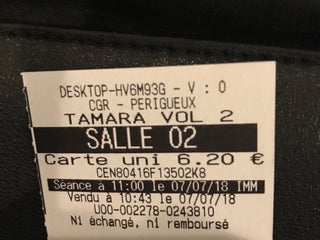 DESKTOP-HV6M93G - V : 0
CGR - PERIGUEUX
TAMARA VOL 2
SALLE 02
Carte uni 6.20 €
CEN80416F13502K8
Séance à 11:00 le 07/07/18 IMM
Vendu à 10:43 le 07/07/18
U00-002278-0243810
Ni échangé, ni remboursé